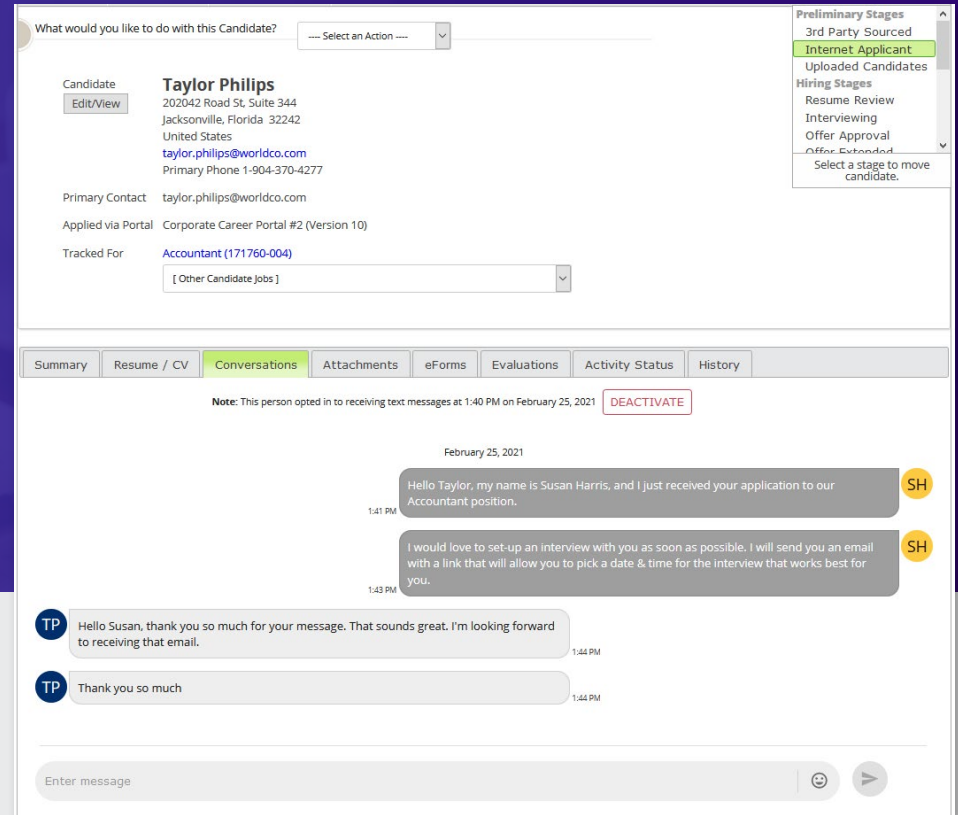 What would you like to do with this Candidate?
---- Select an Action ----
Preliminary Stages
3rd Party Sourced
Internet Applicant
Uploaded Candidates
Hiring Stages
Resume Review
Interviewing
Offer Approval
Offer Extended
Select a stage to move
candidate.
Candidate
Edit/View
Taylor Philips
202042 Road St, Suite 344
Jacksonville, Florida 32242
United States
taylor.philips@worldco.com
Primary Phone 1-904-370-4277
Primary Contact taylor.philips@worldco.com
Applied via Portal Corporate Career Portal #2 (Version 10)
Tracked For Accountant (171760-004)
[ Other Candidate Jobs ]
Summary Resume / CV Conversations Attachments eForms Evaluations Activity Status History
Note: This person opted in to receiving text messages at 1:40 PM on February 25, 2021 DEACTIVATE
February 25, 2021
Hello Taylor, my name is Susan Harris, and I just received your application to our
Accountant position.
SH
1:41 PM
I would love to set-up an interview with you as soon as possible. I will send you an email
with a link that will allow you to pick a date & time for the interview that works best for
you.
SH
1:43 PM
TP
Hello Susan, thank you so much for your message. That sounds great. I'm looking forward
to receiving that email.
1:44 PM
TP
Thank you so much
1:44 PM
Enter message